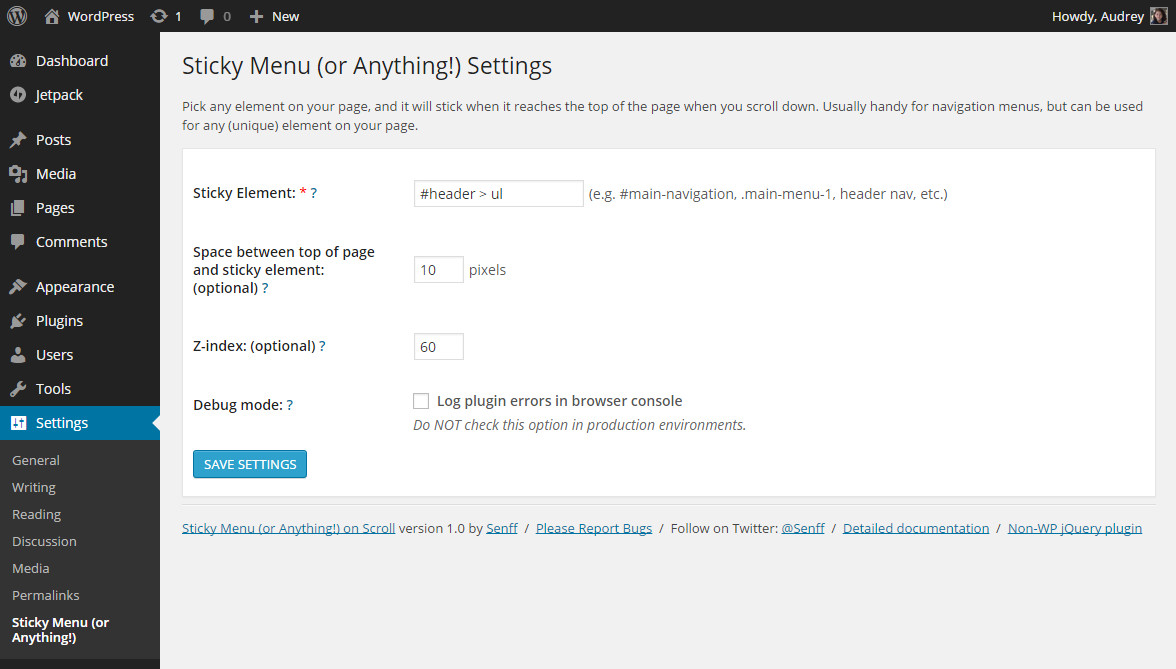 WordPress 1 0 New Howdy, Audrey
Dashboard
Jetpack
Posts
Media
Pages
Comments
Appearance
Plugins
Users
Tools
Settings
General
Writing
Reading
Discussion
Media
Permalinks
Sticky Menu (or
Anything!)
Sticky Menu (or Anything!) Settings
Pick any element on your page, and it will stick when it reaches the top of the page when you scroll down. Usually handy for navigation menus, but can be used
for any (unique) element on your page.
Sticky Element: * ? #header > ul (e.g. #main-navigation, .main-menu-1, header nav, etc.)
Space between top of page
and sticky element: 10 pixels
(optional) ?
Z-index: (optional) ? 60
Debug mode: ? Log plugin errors in browser console
Do NOT check this option in production environments.
SAVE SETTINGS
Sticky Menu (or Anything!) on Scroll version 1.0 by Senff / Please Report Bugs / Follow on Twitter: @Senff / Detailed documentation / Non-WP jQuery plugin